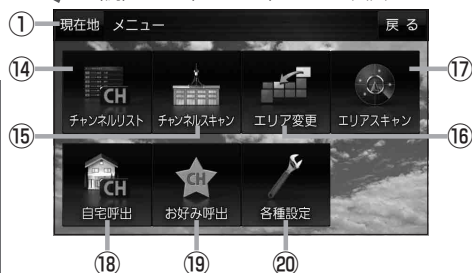 ① 現在地 メニュー 戻る
⑭ ⑰
CH CH
チャンネルリスト チャンネルスキャン エリア変更 エリアスキャン
⑮ ⑯
CH CH
自宅呼出 お好み呼出 各種設定
⑱ ⑲ ⑳